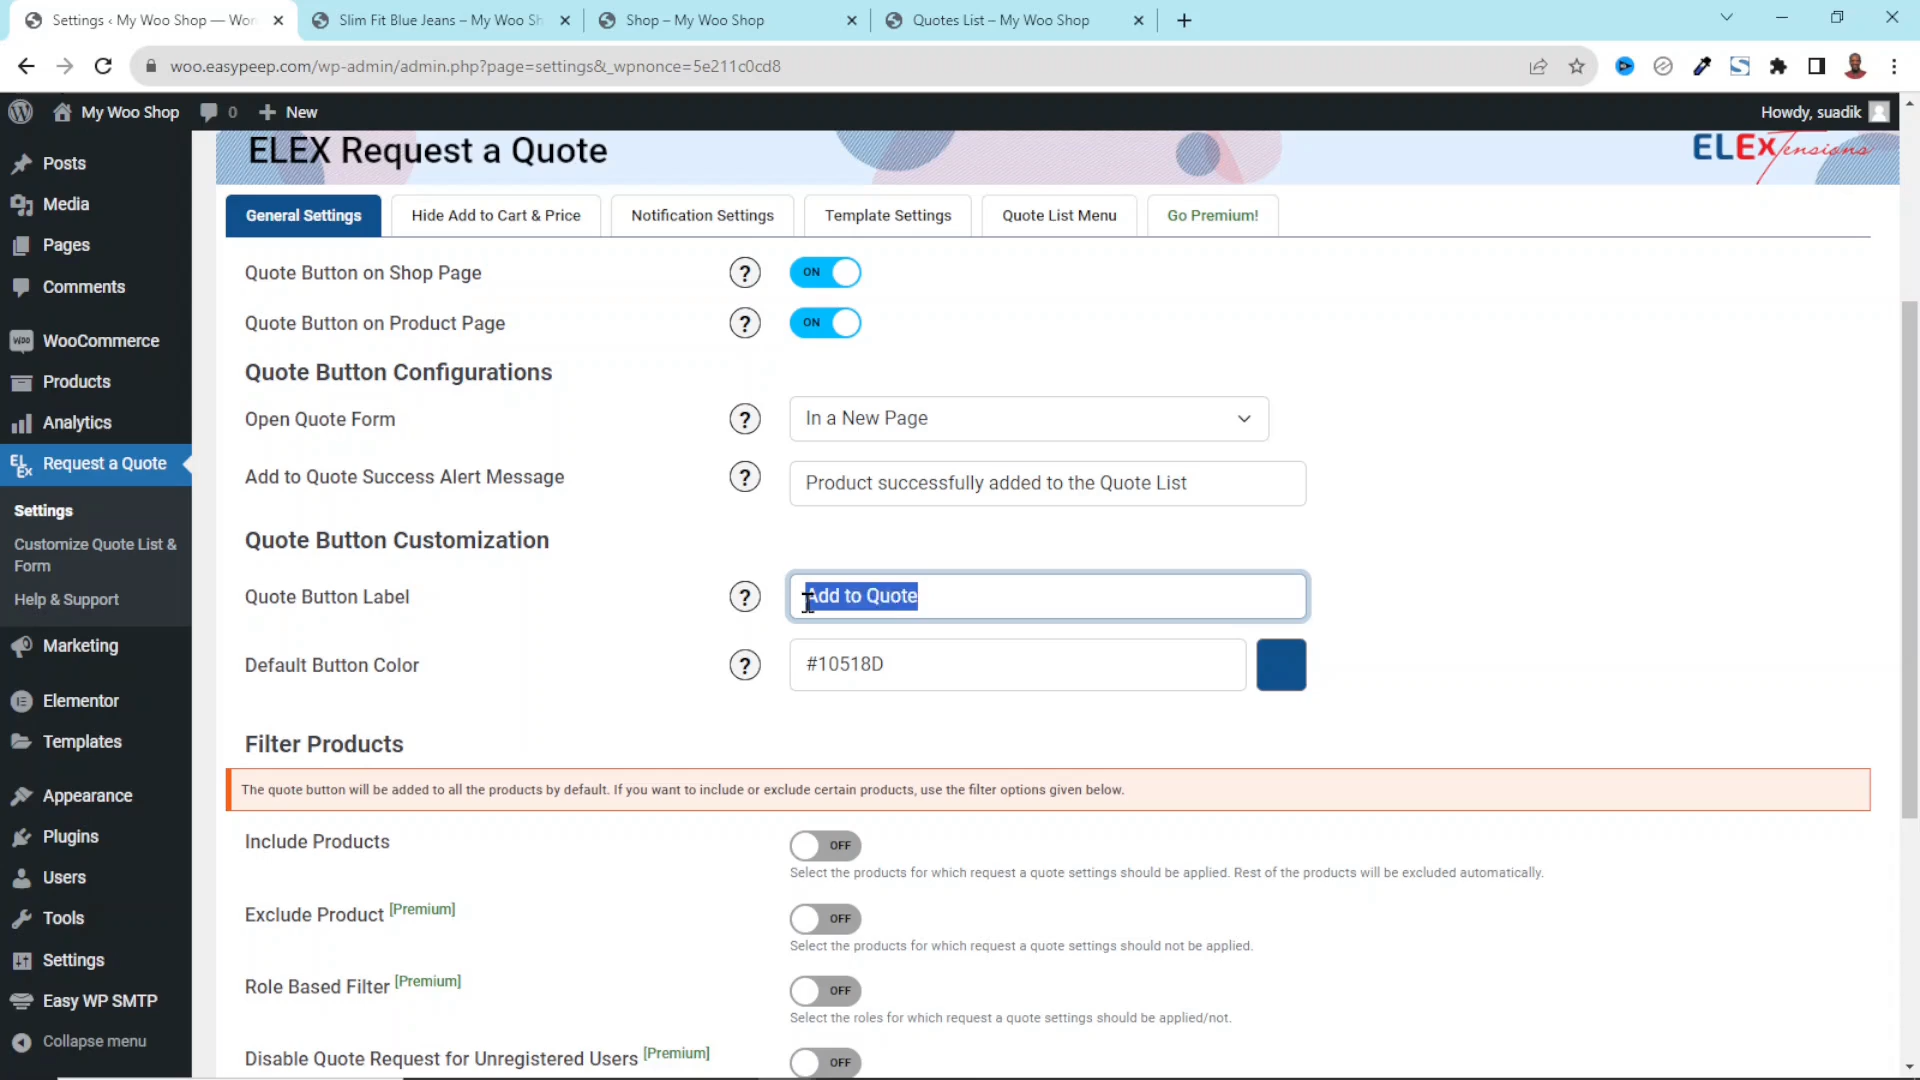 Settings ‹ My Woo Shop — Wor
Slim Fit Blue Jeans – My Woo Sh
Shop – My Woo Shop
Quotes List – My Woo Shop
woo.easypeep.com/wp-admin/admin.php?page=settings&_wpnonce=5e211c0cd8
My Woo Shop
0
New
Howdy, suadik
Posts
Media
Pages
Comments
WooCommerce
Products
Analytics
Request a Quote
Settings
Customize Quote List &
Form
Help & Support
Marketing
Elementor
Templates
Appearance
Plugins
Users
Tools
Settings
Easy WP SMTP
Collapse menu
ELEX Request a Quote
ELEXTensions
General Settings
Hide Add to Cart & Price
Notification Settings
Template Settings
Quote List Menu
Go Premium!
Quote Button on Shop Page
?
ON
Quote Button on Product Page
?
ON
Quote Button Configurations
Open Quote Form
?
In a New Page
Add to Quote Success Alert Message
?
Product successfully added to the Quote List
Quote Button Customization
Quote Button Label
?
Add to Quote
Default Button Color
?
#10518D
Filter Products
The quote button will be added to all the products by default. If you want to include or exclude certain products, use the filter options given below.
Include Products
OFF
Select the products for which request a quote settings should be applied. Rest of the products will be excluded automatically.
Exclude Product [Premium]
OFF
Select the products for which request a quote settings should not be applied.
Role Based Filter [Premium]
OFF
Select the roles for which request a quote settings should be applied/not.
Disable Quote Request for Unregistered Users [Premium]
OFF